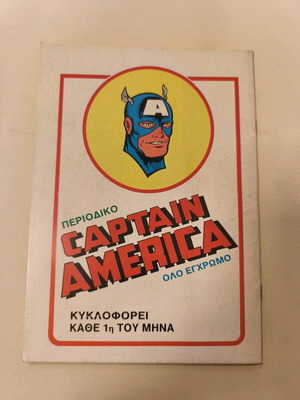 A
ΠΕΡΙΟΔΙΚΟ
CAPTAIN
AMERICA
ΟΛΟ ΕΓΧΡΩΜΟ
ΚΥΚΛΟΦΟΡΕΙ
ΚΑΘΕ 1η ΤΟΥ ΜΗΝΑ